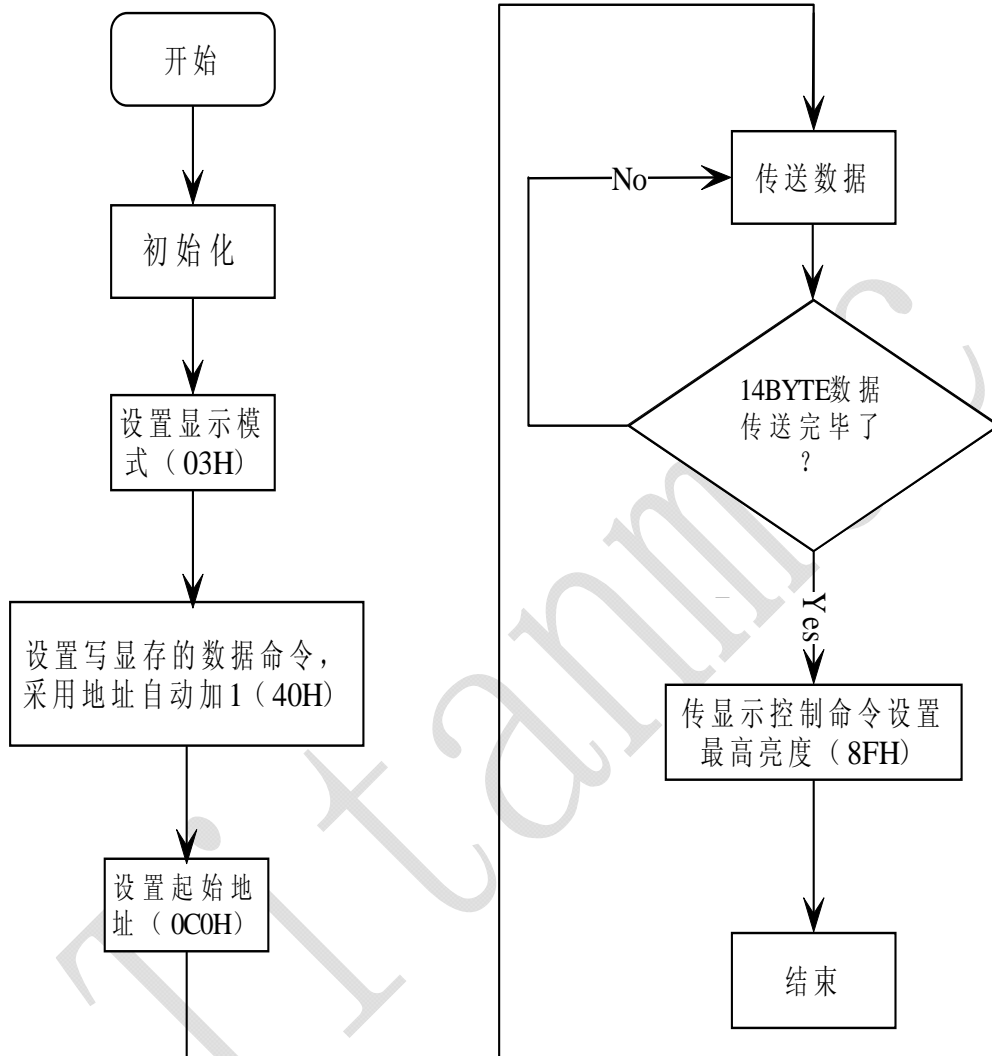 开始
初始化
设置显示模
式（03H）
设置写显存的数据命令，
采用地址自动加1（40H）
设置起始地
址（0C0H）
传送数据
No
14BYTE数据
传送完毕了
？
Yes
传显示控制命令设置
最高亮度（8FH）
结束
Titanmec